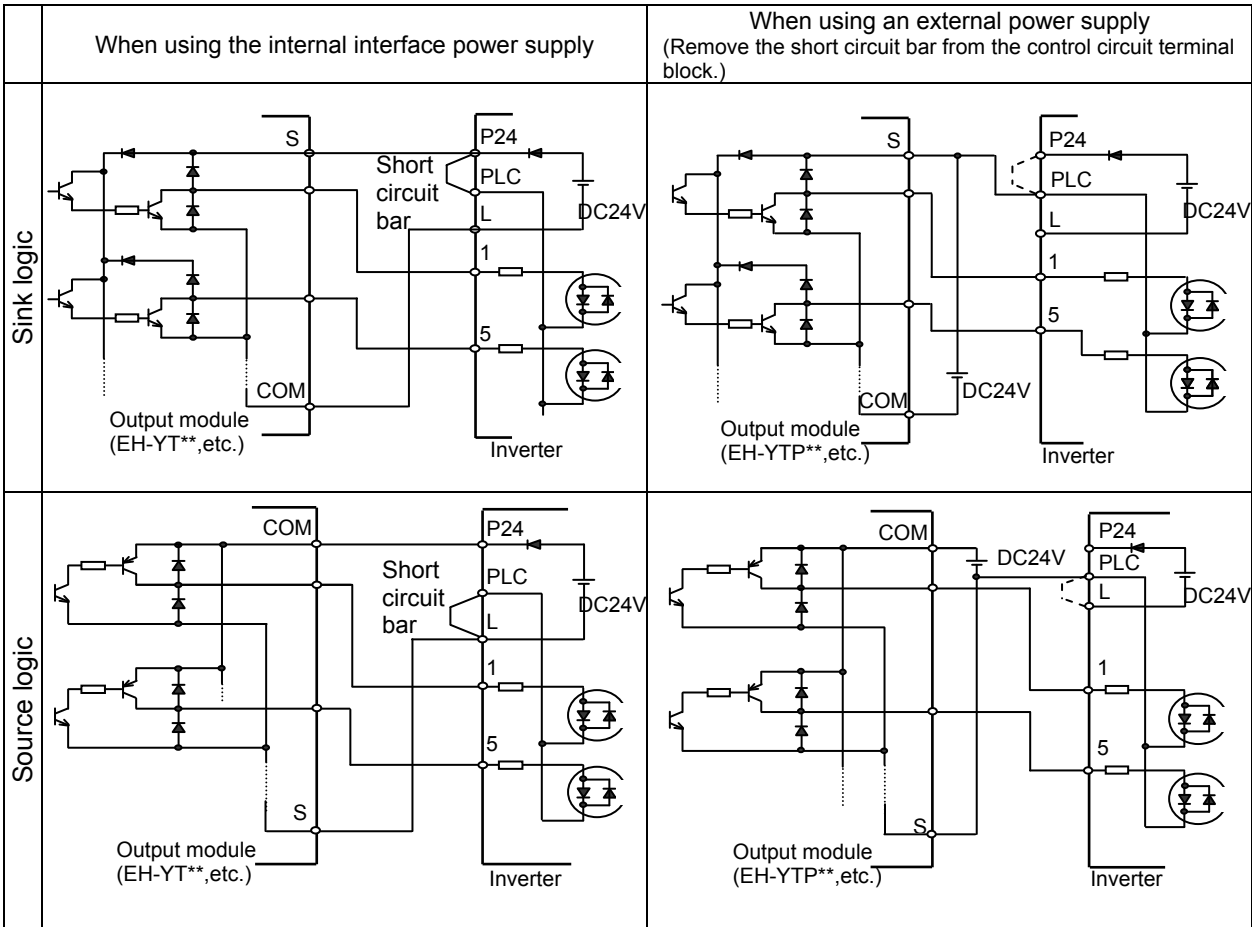 When using the internal interface power supply
When using an external power supply
(Remove the short circuit bar from the control circuit terminal
block.)
Sink logic
S
Short
circuit
bar
P24
PLC
L
DC24V
1
5
COM
Output module
(EH-YT**,etc.)
Inverter
S
P24
PLC
L
DC24V
1
5
COM
DC24V
Output module
(EH-YTP**,etc.)
Inverter
Source logic
COM
Short
circuit
bar
P24
PLC
L
DC24V
1
5
S
Output module
(EH-YT**,etc.)
Inverter
COM
DC24V
P24
PLC
L
DC24V
1
5
S
Output module
(EH-YTP**,etc.)
Inverter